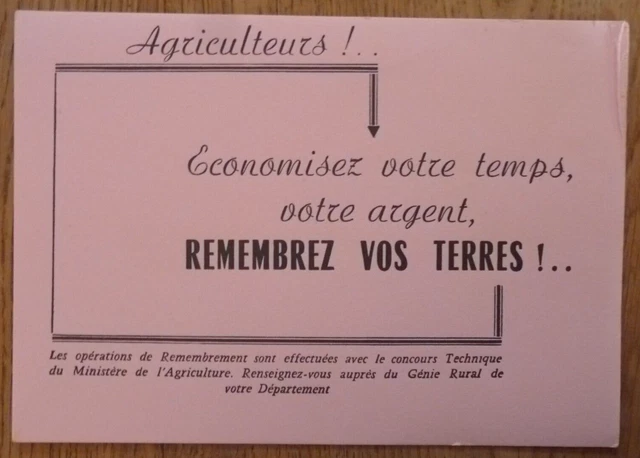 Agriculteurs !..
Economisez votre temps,
votre argent,
REMEMBREZ VOS TERRES !..
Les opérations de Remembrement sont effectuées avec le concours Technique
du Ministère de l'Agriculture. Renseignez-vous auprés du Génie Rural de
votre Département